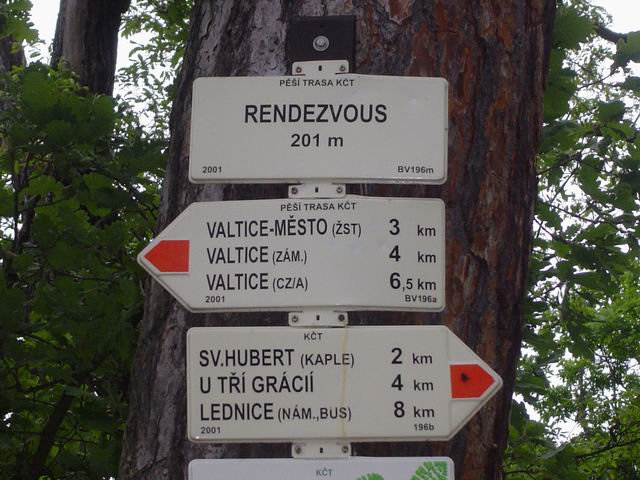 PĚŠÍ TRASA KČT
RENDEZVOUS
201 m
2001 BV196m
PĚŠÍ TRASA KČT
VALTICE-MĚSTO (ŽST) 3 km
VALTICE (ZÁM.) 4 km
VALTICE (CZ/A) 6,5 km
2001 BV196a
KČT
SV.HUBERT (KAPLE) 2 km
U TŘÍ GRÁCIÍ 4 km
LEDNICE (NÁM.,BUS) 8 km
2001 196b
KČT